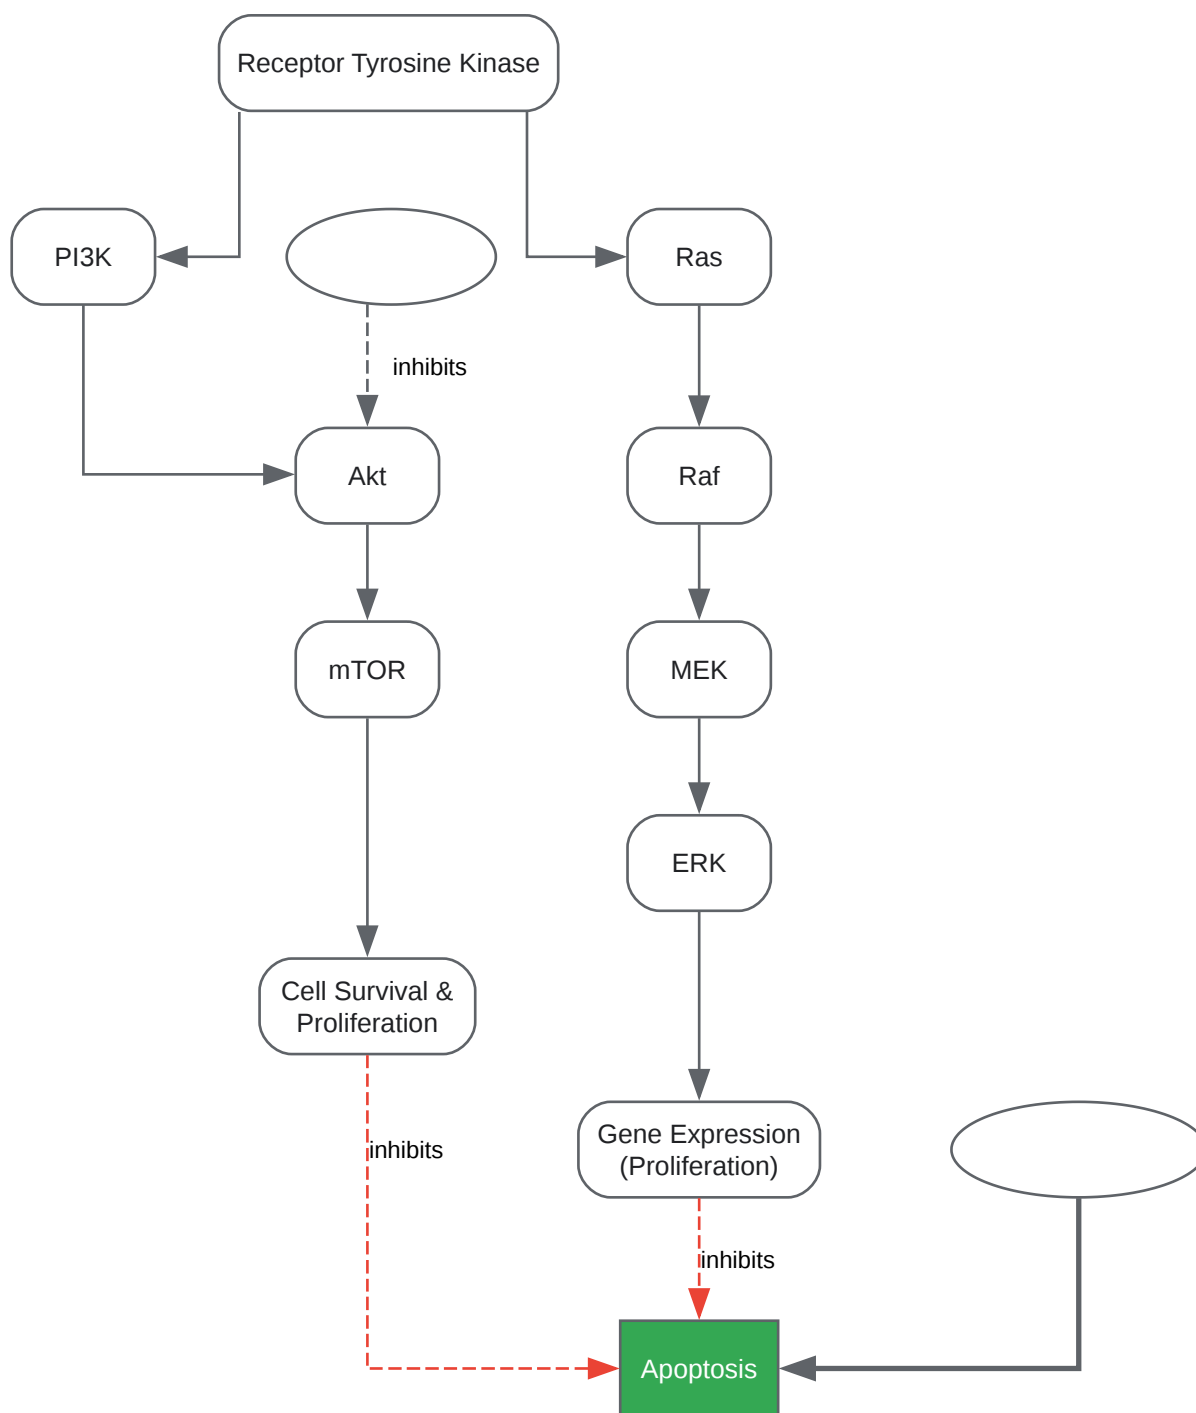 Receptor Tyrosine Kinase
PI3K
Ras
inhibits
Akt
Raf
mTOR
MEK
ERK
Cell Survival &
Proliferation
Gene Expression
(Proliferation)
inhibits
inhibits
Apoptosis